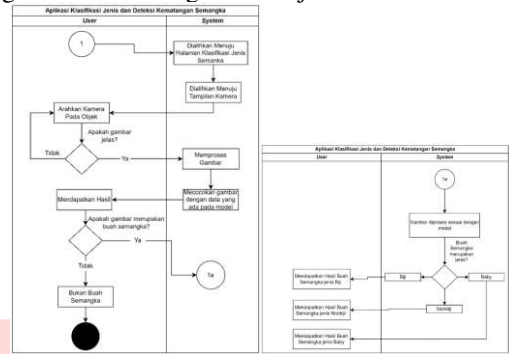 Aplikasi Klasifikasi Jenis dan Deteksi Kematangan Semangka
User
System
1
Dialihkan Menuju
Halaman Klasifikasi Jenis
Semanka
Dialihkan Menuju
Tampilan Kamera
Arahkan Kamera
Pada Objek
Apakah gambar
jelas?
Tidak
Ya
Memproses
Gambar
Mendapatkan Hasil
Mecocokan gambar
dengan data yang
ada pada model
Apakah gambar merupakan
buah semangka?
Ya
1a
Tidak
Bukan Buah
Semangka
Aplikasi Klasifikasi Jenis dan Deteksi Kematangan Semangka
User
System
1a
Gambar diproses sesuai dengan
model
Buah
Semangka
merupakan
jenis?
Mendapatkan Hasil Buah
Semangka jenis Biji
Biji
Baby
Mendapatkan Hasil Buah
Semangka jenis Nonbiji
Nonbiji
Mendapatkan Hasil Buah
Semangka jenis Baby